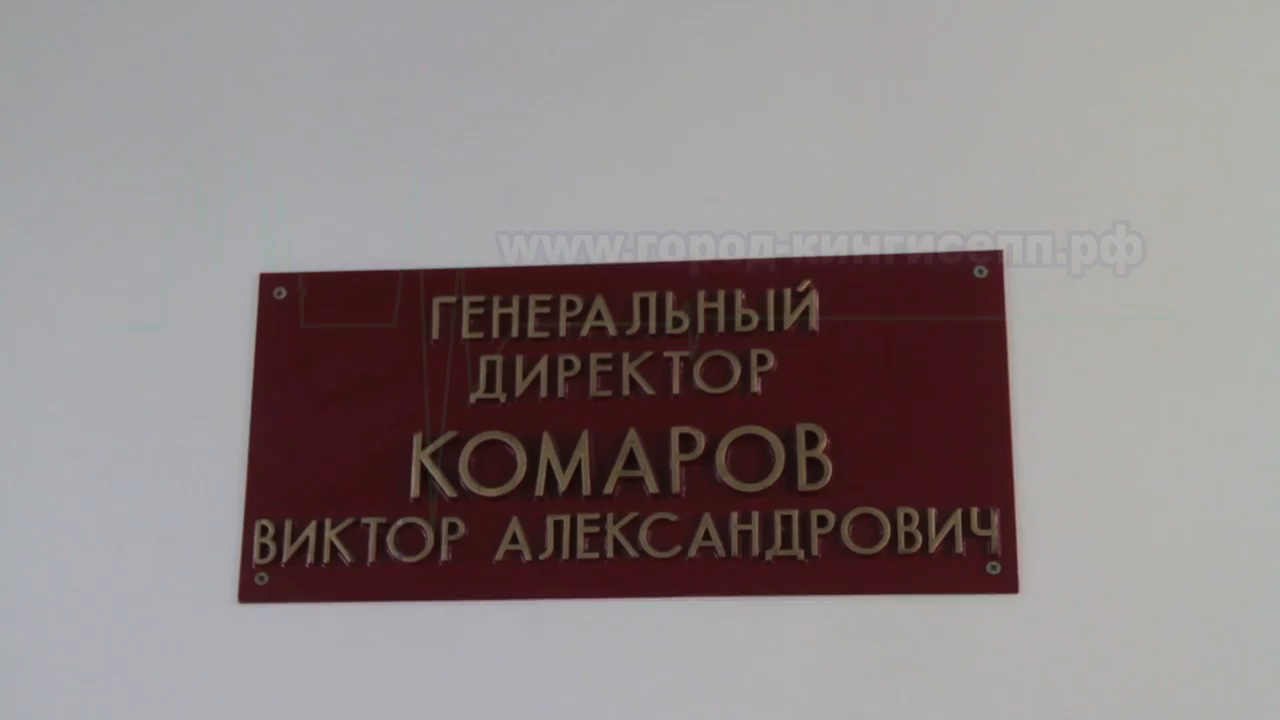 www.город-кингисепп.рф
ГЕНЕРАЛЬНЫЙ
ДИРЕКТОР
КОМАРОВ
ВИКТОР АЛЕКСАНДРОВИЧ